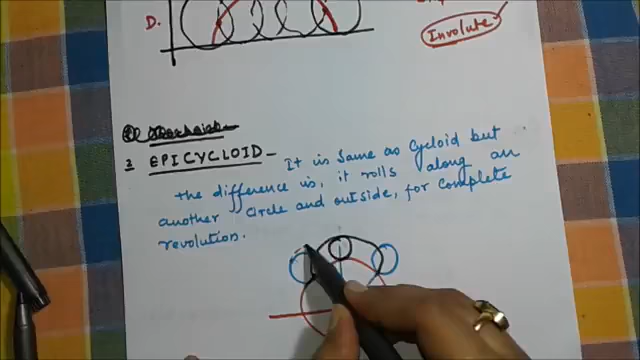 D.
Involute
3 EPICYCLOID - It is same as cycloid but
the difference is, it rolls along an
another circle and outside, for complete
revolution.